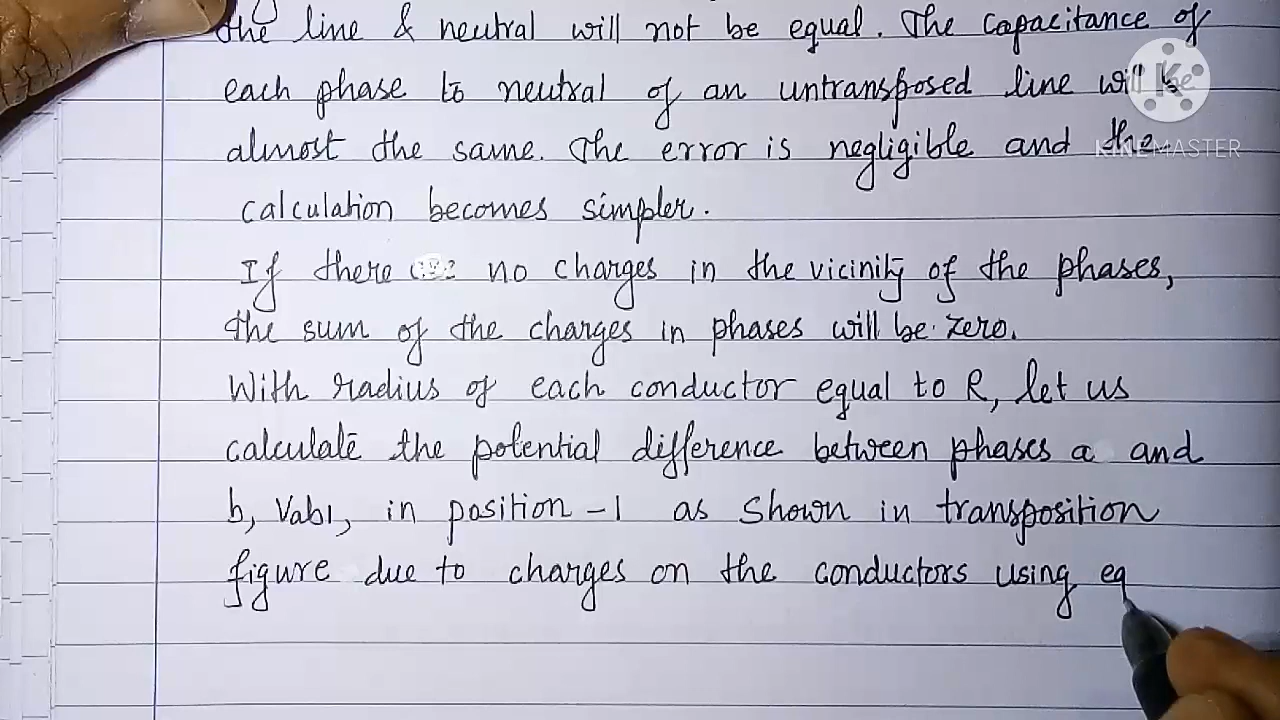 the line & neutral will not be equal. The capacitance of
each phase to neutral of an untransposed line will be
almost the same. The error is negligible and the
calculation becomes simpler.
If there are no charges in the vicinity of the phases,
the sum of the charges in phases will be zero.
With radius of each conductor equal to R, let us
calculate the potential difference between phases a and
b, Vab1, in position -1 as shown in transposition
figure due to charges on the conductors using eq
K
KINEMASTER